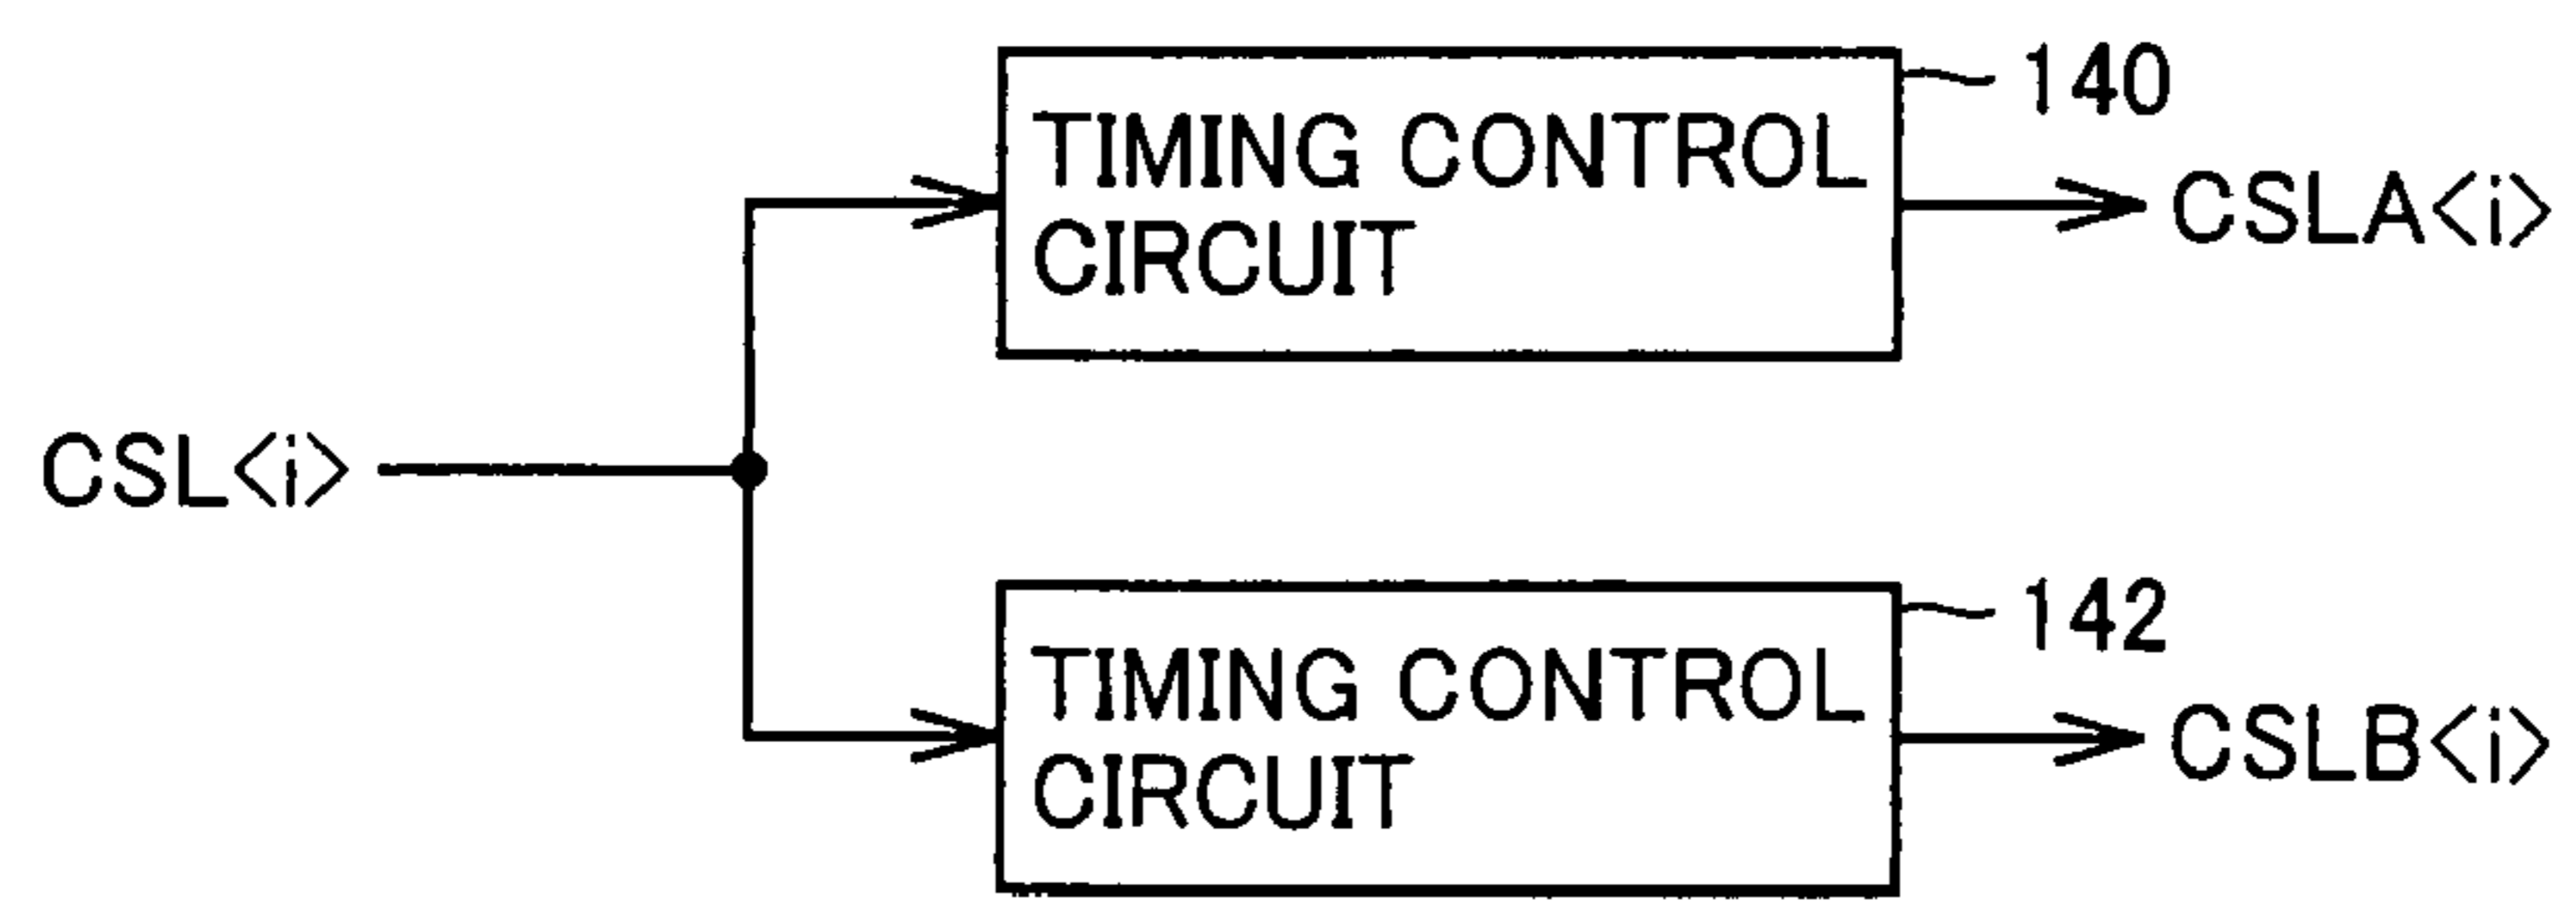 140
TIMING CONTROL
CIRCUIT
CSLA<i>
CSL<i>
142
TIMING CONTROL
CIRCUIT
CSLB<i>